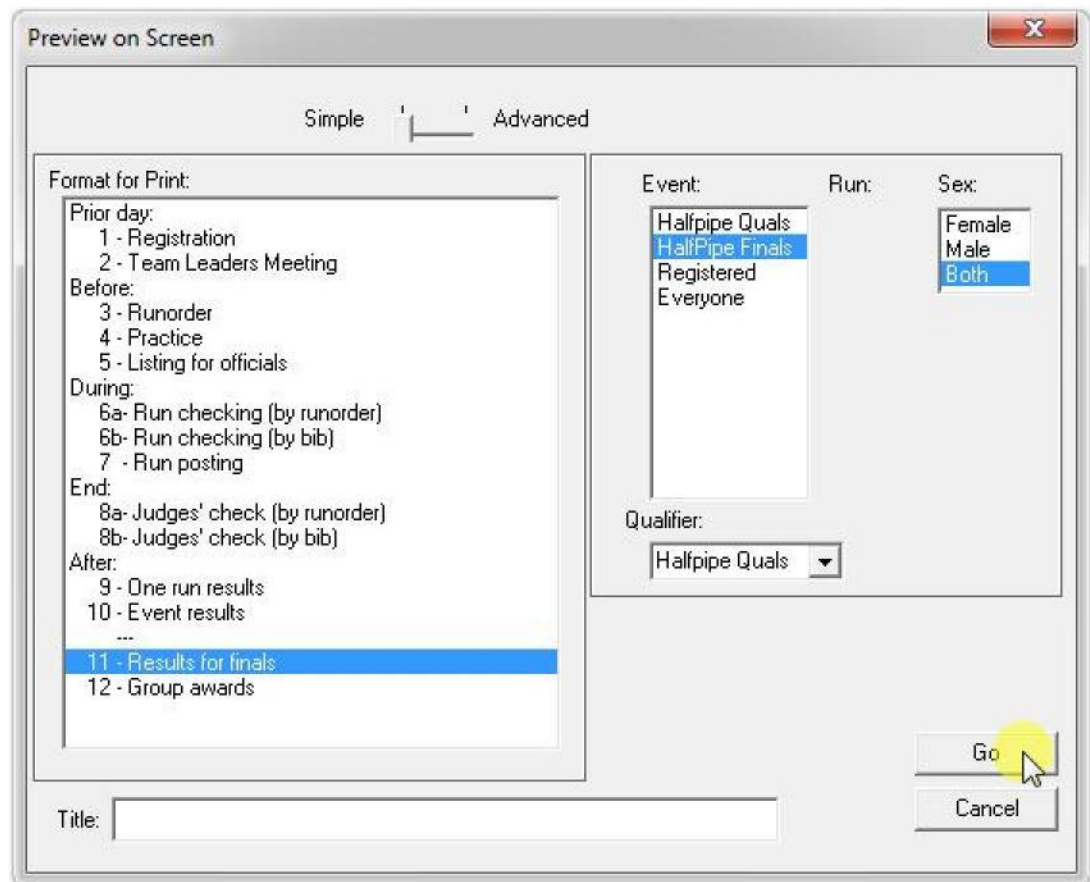 Preview on Screen
Simple Advanced
Format for Print:
Prior day:
1 - Registration
2 - Team Leaders Meeting
Before:
3 - Runorder
4 - Practice
5 - Listing for officials
During:
6a- Run checking (by runorder)
6b- Run checking (by bib)
7 - Run posting
End:
8a- Judges' check (by runorder)
8b- Judges' check (by bib)
After:
9 - One run results
10 - Event results
---
11 - Results for finals
12 - Group awards
Event:
Halfpipe Quals
HalfPipe Finals
Registered
Everyone
Run:
Sex:
Female
Male
Both
Qualifier:
Halfpipe Quals
Go
Cancel
Title: